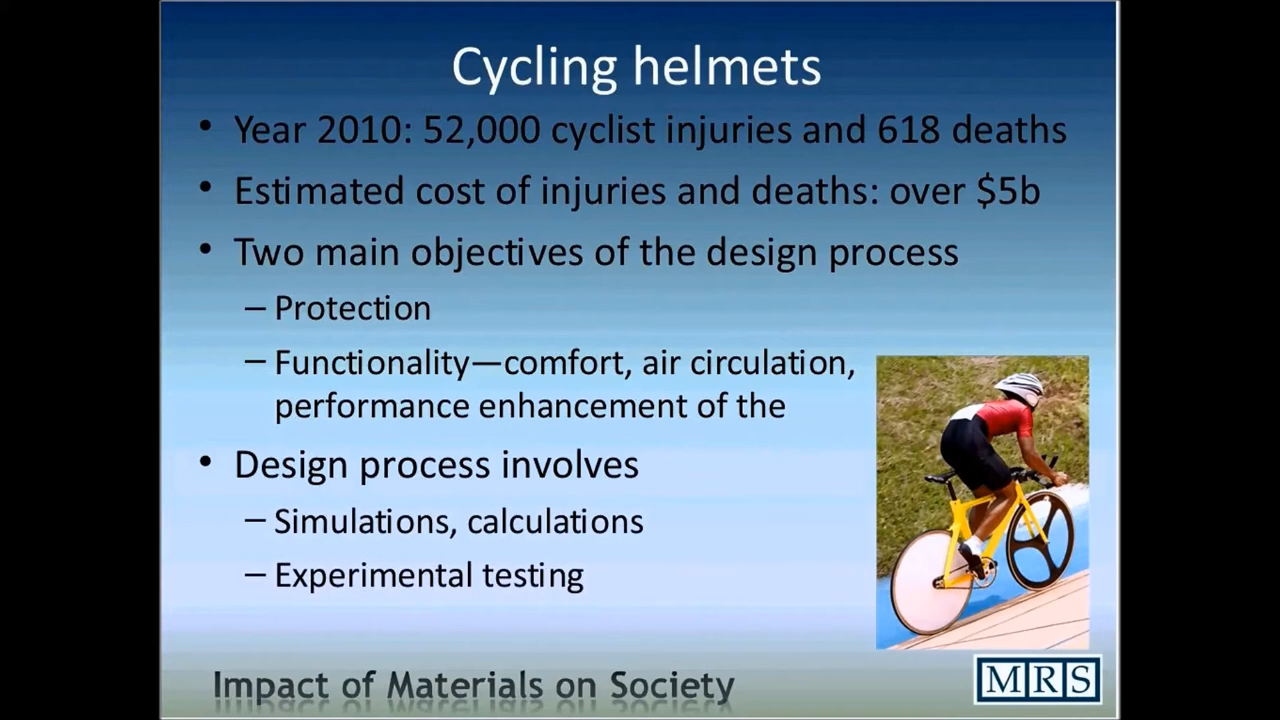 Cycling helmets
• Year 2010: 52,000 cyclist injuries and 618 deaths
• Estimated cost of injuries and deaths: over $5b
• Two main objectives of the design process
– Protection
– Functionality—comfort, air circulation,
performance enhancement of the
• Design process involves
– Simulations, calculations
– Experimental testing
Impact of Materials on Society
MRS